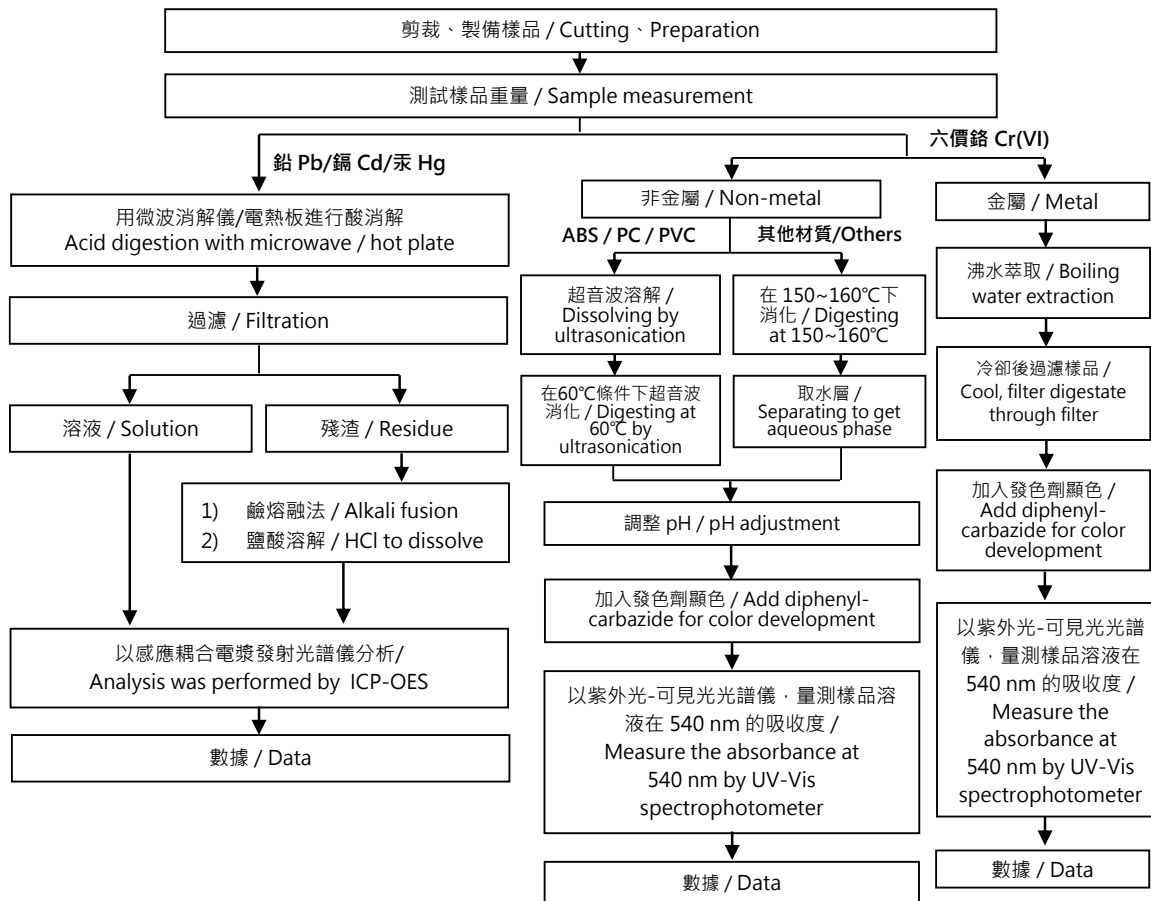 剪裁、製備樣品 / Cutting、Preparation
測試樣品重量 / Sample measurement
鉛 Pb/鎘 Cd/汞 Hg
用微波消解儀/電熱板進行酸消解
Acid digestion with microwave / hot plate
過濾 / Filtration
溶液 / Solution
殘渣 / Residue
1) 鹼熔融法 / Alkali fusion
2) 鹽酸溶解 / HCl to dissolve
以感應耦合電漿發射光譜儀分析/
Analysis was performed by ICP-OES
數據 / Data
六價鉻 Cr(VI)
非金屬 / Non-metal
ABS / PC / PVC
超音波溶解 /
Dissolving by
ultrasonication
在60℃條件下超音波
消化 / Digesting at
60℃ by
ultrasonication
其他材質/Others
在 150~160℃下
消化 / Digesting
at 150~160℃
取水層 /
Separating to get
aqueous phase
調整 pH / pH adjustment
加入發色劑顯色 / Add diphenyl-
carbazide for color development
以紫外光-可見光光譜儀，量測樣品溶
液在 540 nm 的吸收度 /
Measure the absorbance at
540 nm by UV-Vis
spectrophotometer
數據 / Data
金屬 / Metal
沸水萃取 / Boiling
water extraction
冷卻後過濾樣品 /
Cool, filter digestate
through filter
加入發色劑顯色 /
Add diphenyl-
carbazide for color
development
以紫外光-可見光光譜
儀，量測樣品溶液在
540 nm 的吸收度 /
Measure the
absorbance at
540 nm by UV-Vis
spectrophotometer
數據 / Data